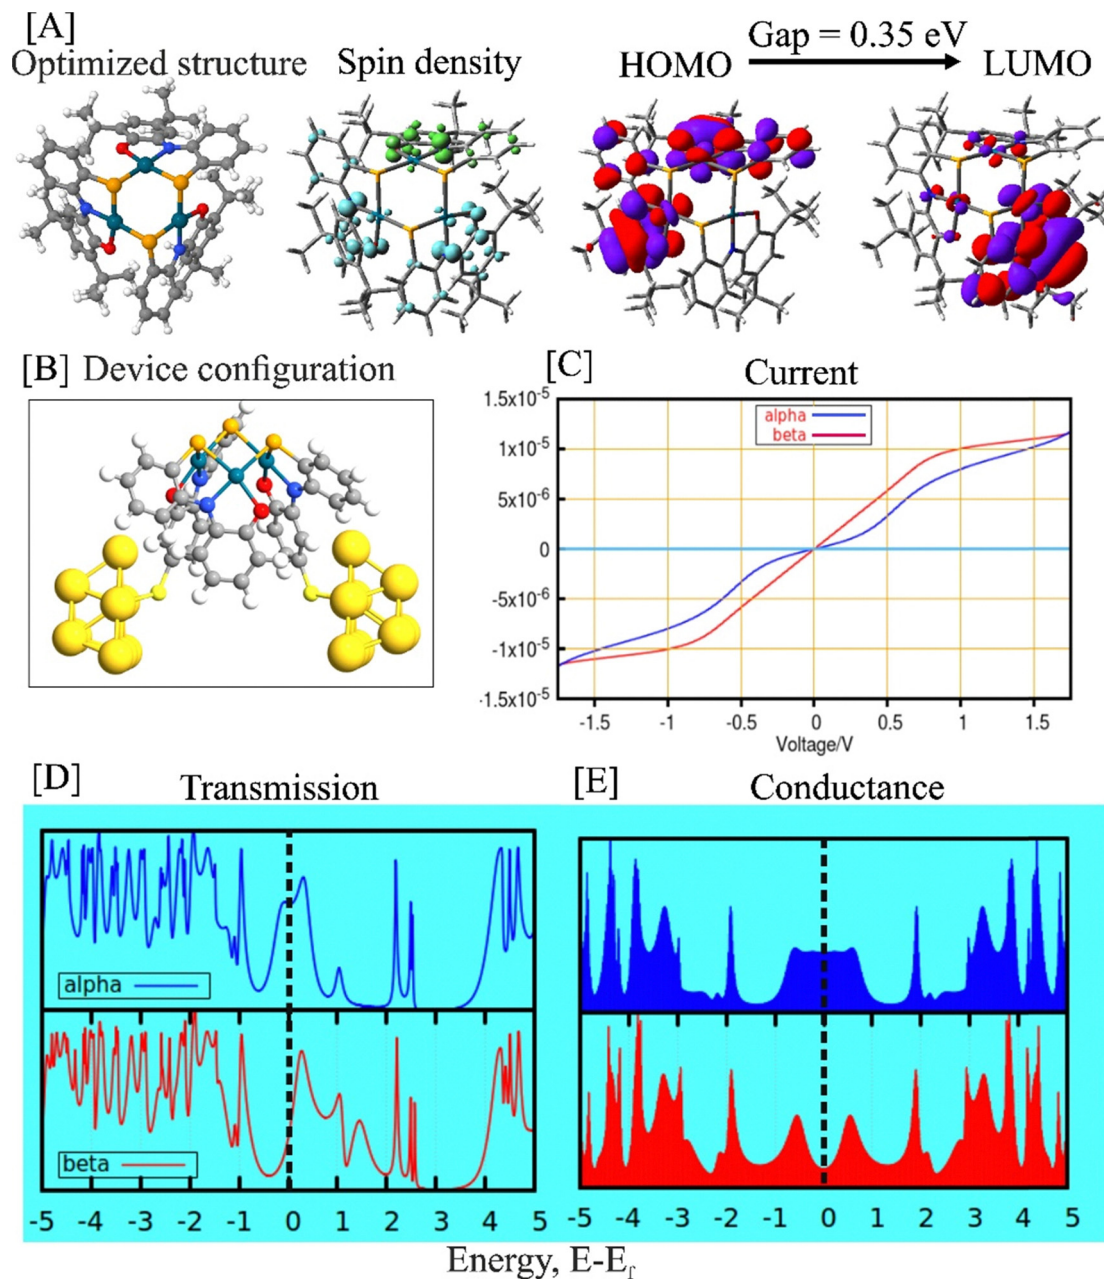 [A]
Optimized structure Spin density HOMO Gap = 0.35 eV LUMO
[B] Device configuration
[C] Current
1.5x10⁻⁵
1x10⁻⁵
5x10⁻⁶
0
-5x10⁻⁶
-1x10⁻⁵
-1.5x10⁻⁵
alpha
beta
-1.5 -1 -0.5 0 0.5 1 1.5
Voltage/V
[D] Transmission
alpha
beta
-5 -4 -3 -2 -1 0 1 2 3 4 5
[E] Conductance
-5 -4 -3 -2 -1 0 1 2 3 4 5
Energy, E-E_f